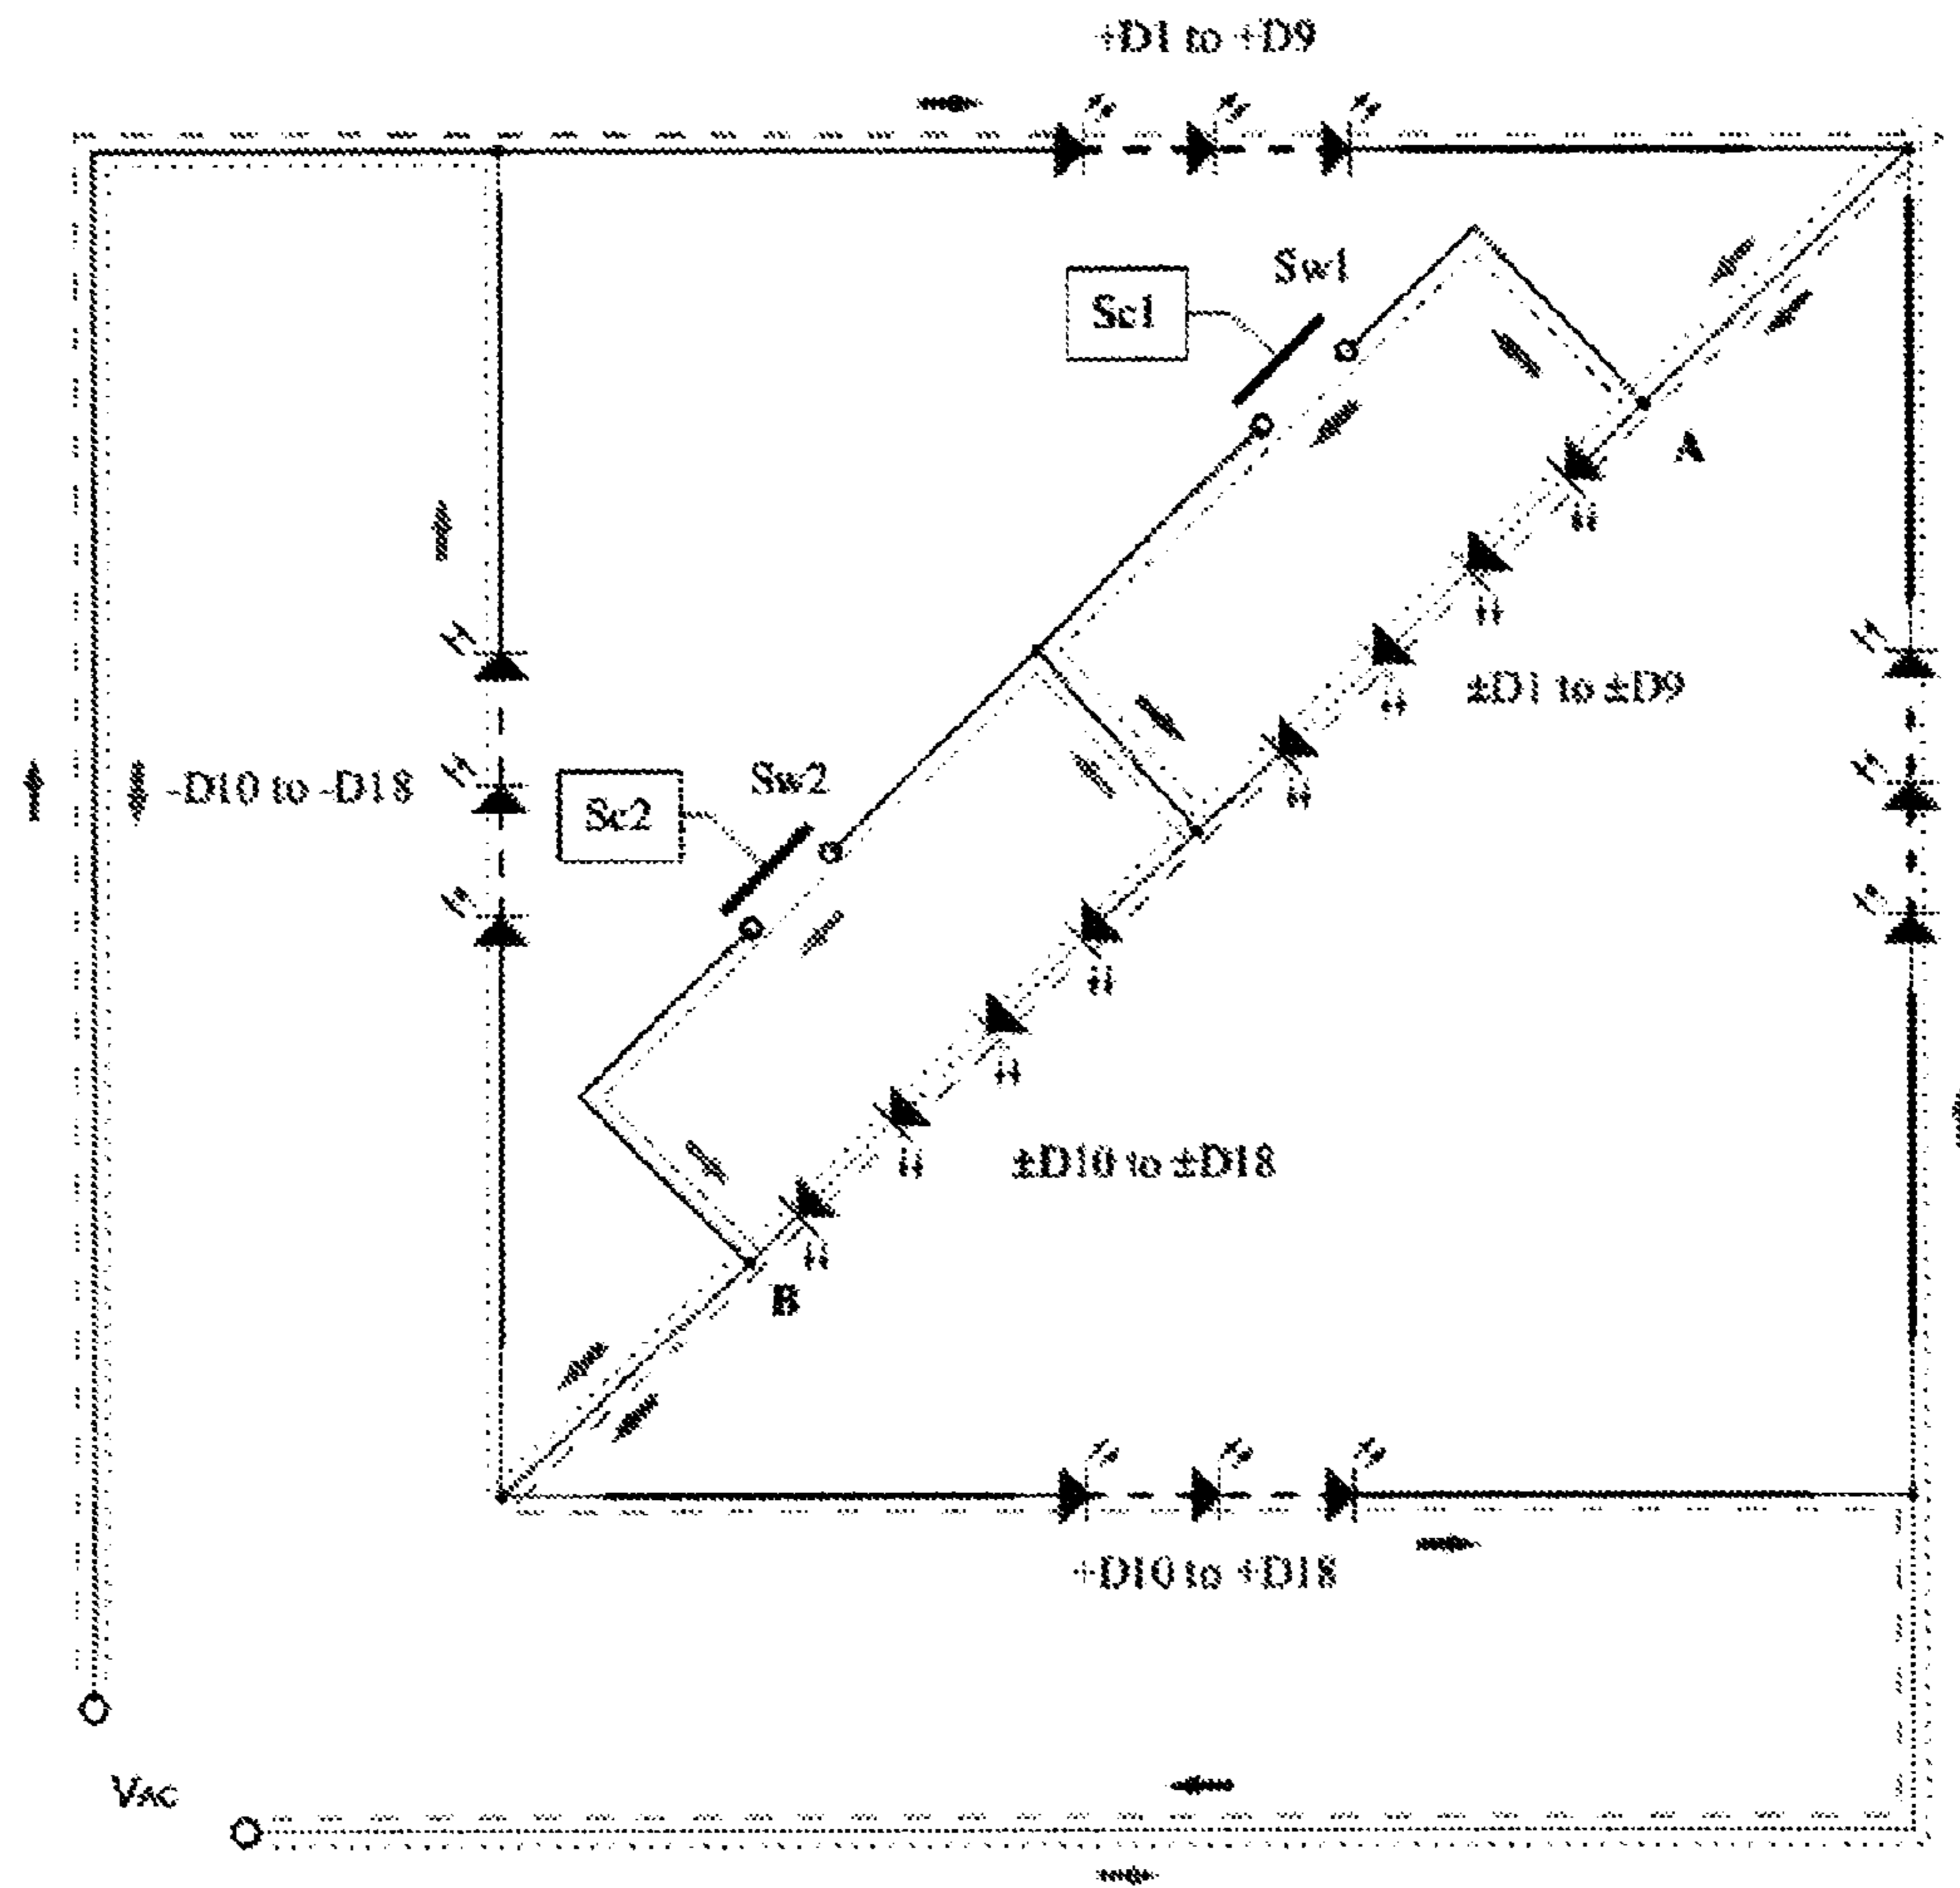 +D1 to +D9
Sw1
Sc1
A
±D1 to ±D9
-D10 to -D18
Sw2
Sc2
±D10 to ±D18
B
+D10 to +D18
VAC